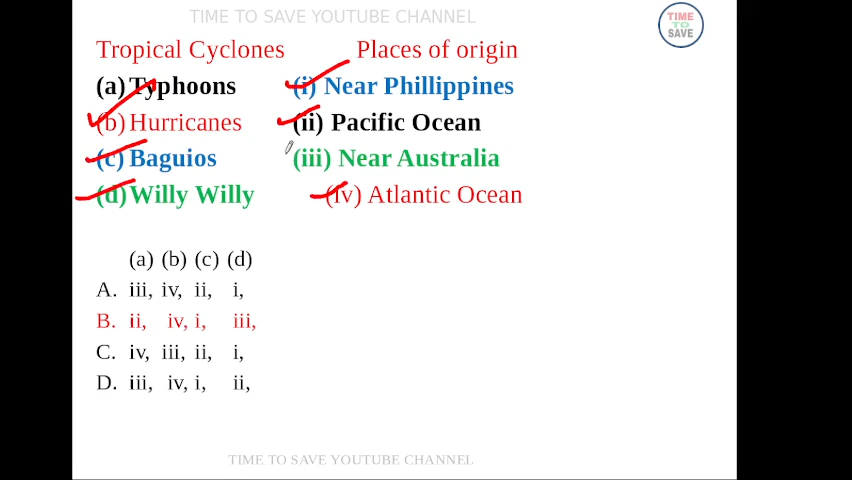 TIME TO SAVE YOUTUBE CHANNEL
TIME
TO
SAVE
Tropical Cyclones Places of origin
(a) Typhoons (i) Near Phillippines
(b) Hurricanes (ii) Pacific Ocean
(c) Baguios (iii) Near Australia
(d) Willy Willy (iv) Atlantic Ocean
(a) (b) (c) (d)
A. iii, iv, ii, i,
B. ii, iv, i, iii,
C. iv, iii, ii, i,
D. iii, iv, i, ii,
TIME TO SAVE YOUTUBE CHANNEL